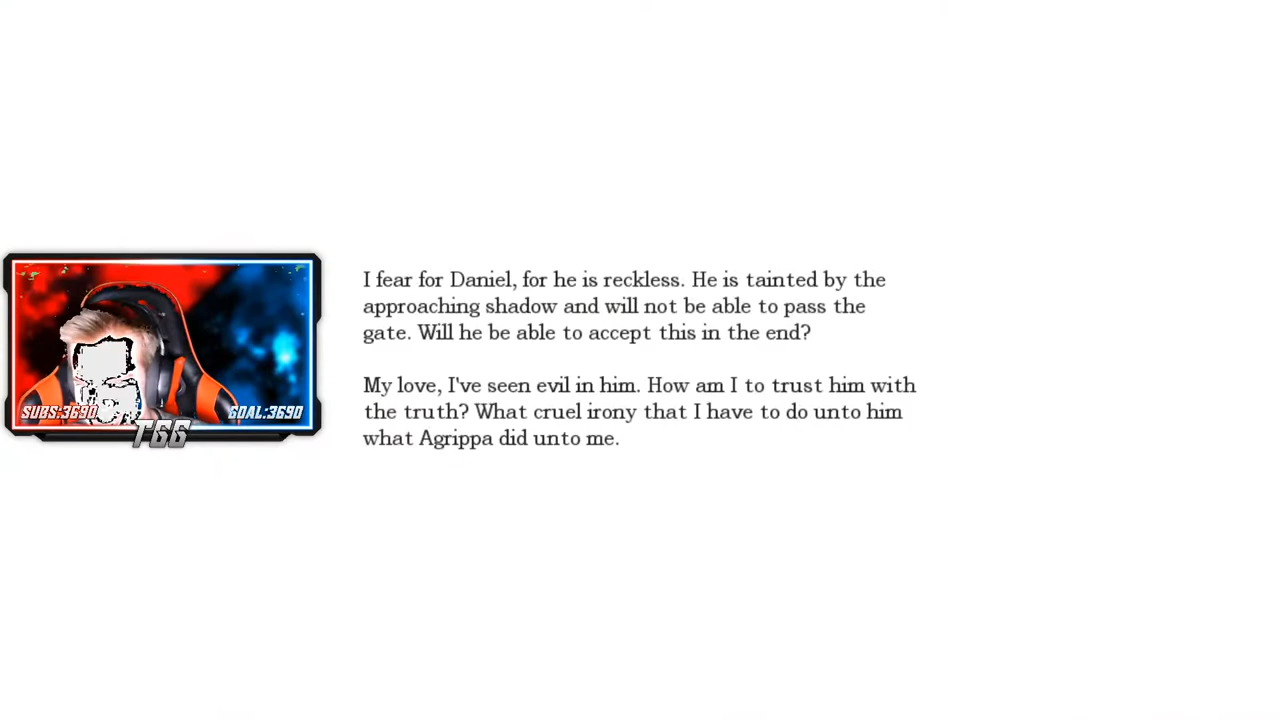 I fear for Daniel, for he is reckless. He is tainted by the
approaching shadow and will not be able to pass the
gate. Will he be able to accept this in the end?
My love, I've seen evil in him. How am I to trust him with
the truth? What cruel irony that I have to do unto him
what Agrippa did unto me.
SUBS:3690
GOAL:3690
T66